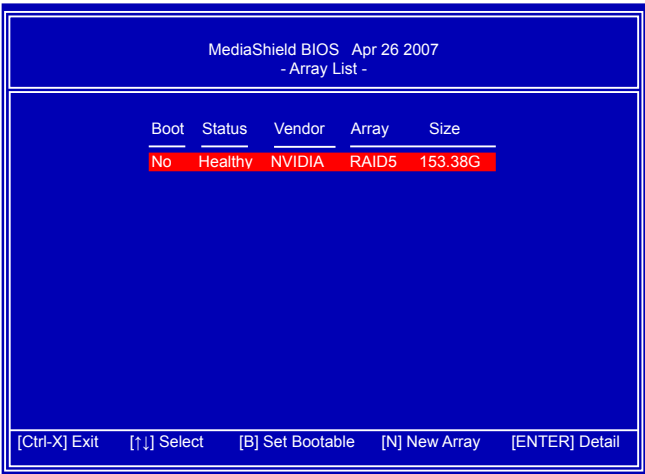 MediaShield BIOS Apr 26 2007
- Array List -
Boot Status Vendor Array Size
No Healthy NVIDIA RAID5 153.38G
[Ctrl-X] Exit [↑↓] Select [B] Set Bootable [N] New Array [ENTER] Detail